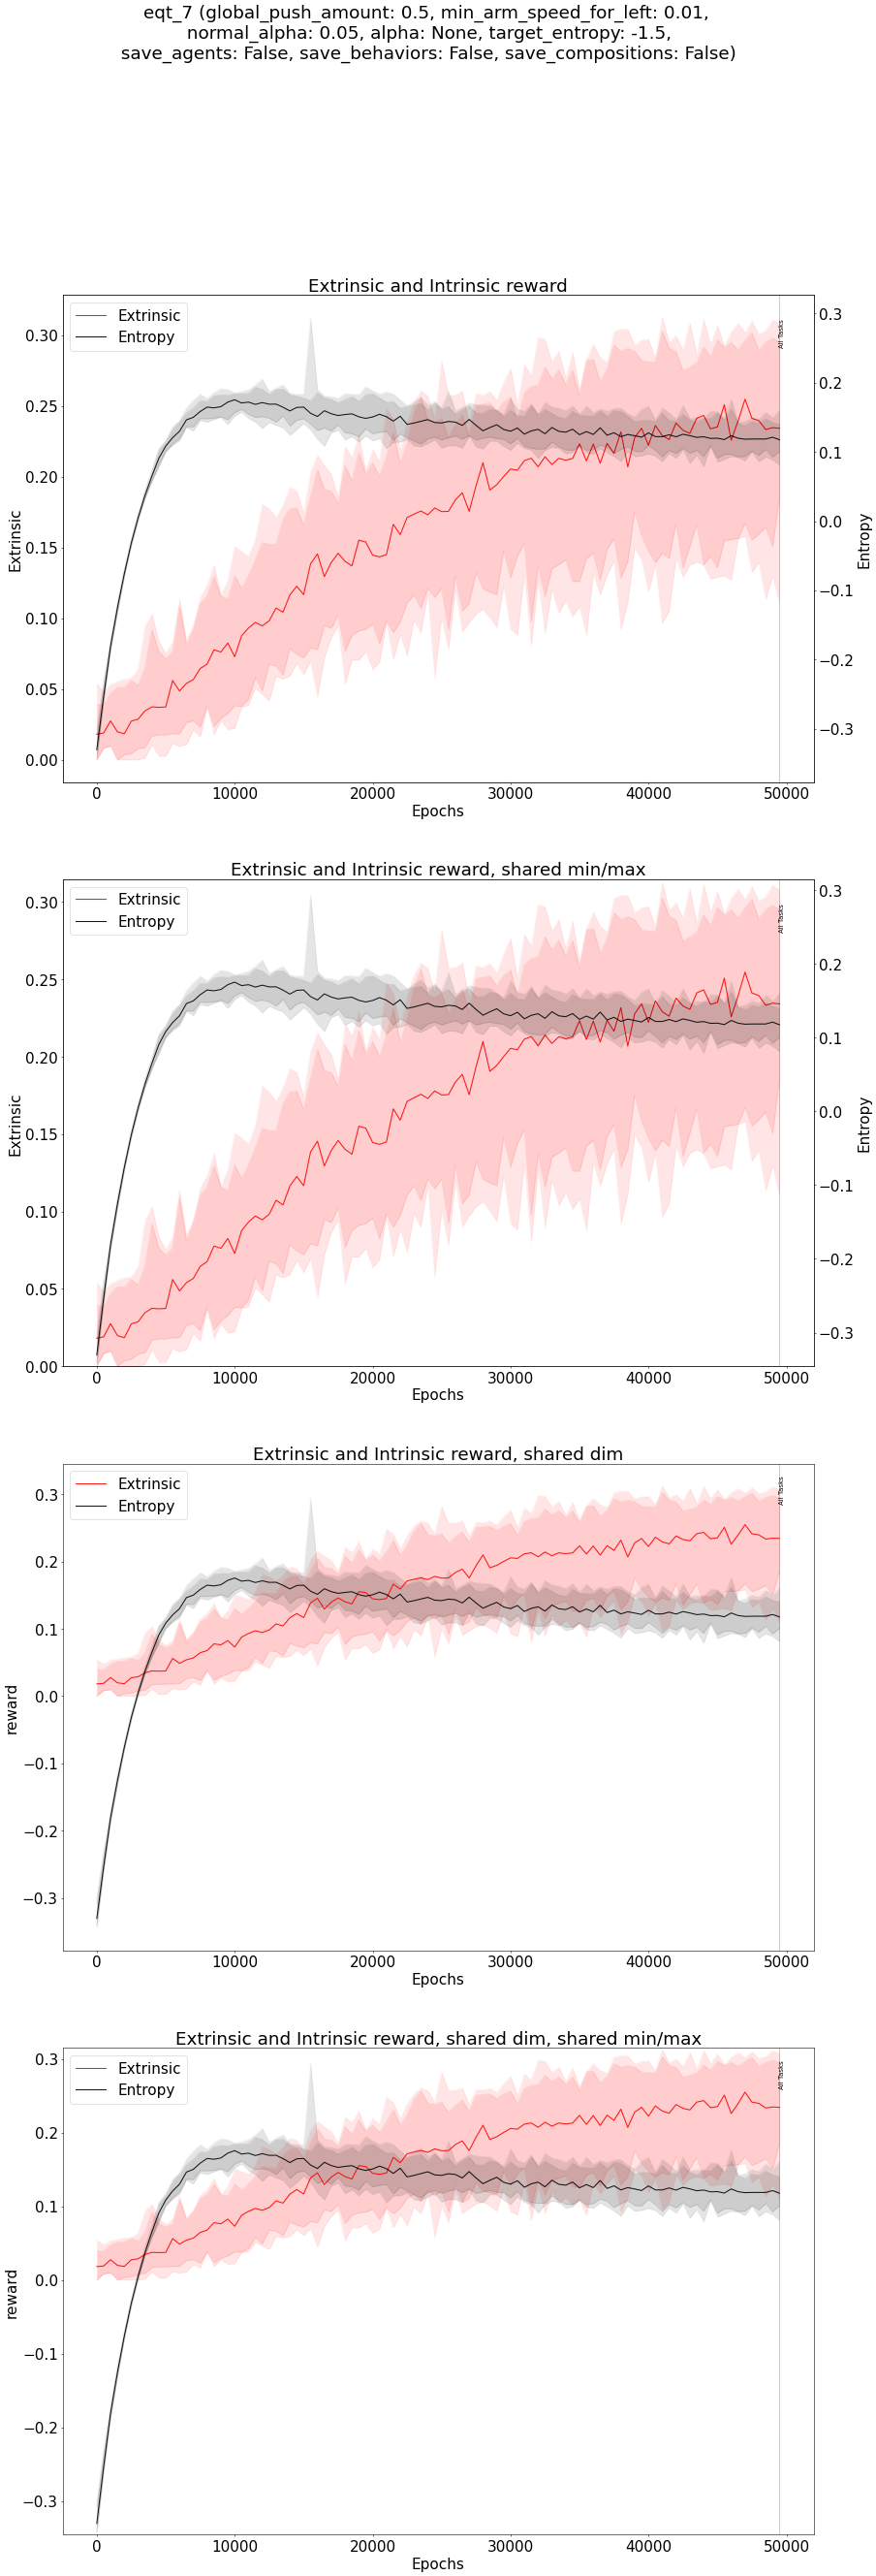 eqt_7 (global_push_amount: 0.5, min_arm_speed_for_left: 0.01,
normal_alpha: 0.05, alpha: None, target_entropy: -1.5,
save_agents: False, save_behaviors: False, save_compositions: False)
Extrinsic and Intrinsic reward
Extrinsic
Entropy
All Tasks
0.30
0.25
0.20
0.15
0.10
0.05
0.00
Extrinsic
0.3
0.2
0.1
0.0
−0.1
−0.2
−0.3
Entropy
0 10000 20000 30000 40000 50000
Epochs
Extrinsic and Intrinsic reward, shared min/max
Extrinsic
Entropy
All Tasks
0.30
0.25
0.20
0.15
0.10
0.05
0.00
Extrinsic
0.3
0.2
0.1
0.0
−0.1
−0.2
−0.3
Entropy
0 10000 20000 30000 40000 50000
Epochs
Extrinsic and Intrinsic reward, shared dim
Extrinsic
Entropy
All Tasks
0.3
0.2
0.1
0.0
−0.1
−0.2
−0.3
reward
0 10000 20000 30000 40000 50000
Epochs
Extrinsic and Intrinsic reward, shared dim, shared min/max
Extrinsic
Entropy
All Tasks
0.3
0.2
0.1
0.0
−0.1
−0.2
−0.3
reward
0 10000 20000 30000 40000 50000
Epochs